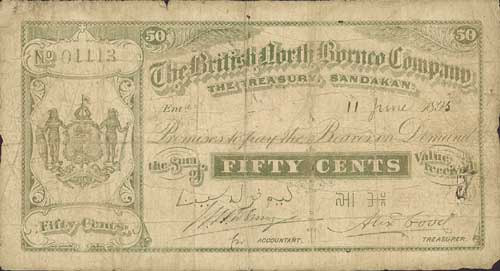 50 50
No 01113
The British North Borneo Company
THE TREASURY, SANDAKAN.
11 June 1895
Promises to pay the Bearer on Demand
the Sum of FIFTY CENTS Value received
Fifty Cents
for ACCOUNTANT. TREASURER.